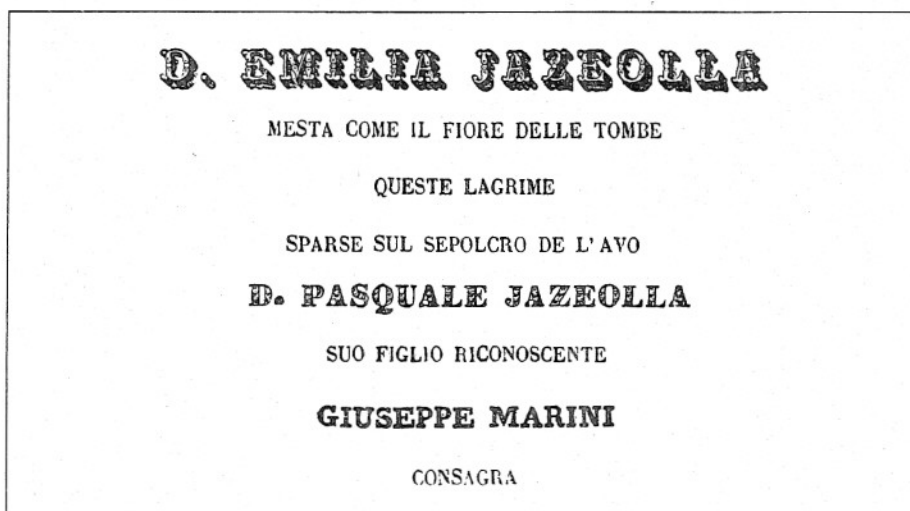 D. EMILIA JAZEOLLA
MESTA COME IL FIORE DELLE TOMBE
QUESTE LAGRIME
SPARSE SUL SEPOLCRO DE L' AVO
D. PASQUALE JAZEOLLA
SUO FIGLIO RICONOSCENTE
GIUSEPPE MARINI
CONSAGRA